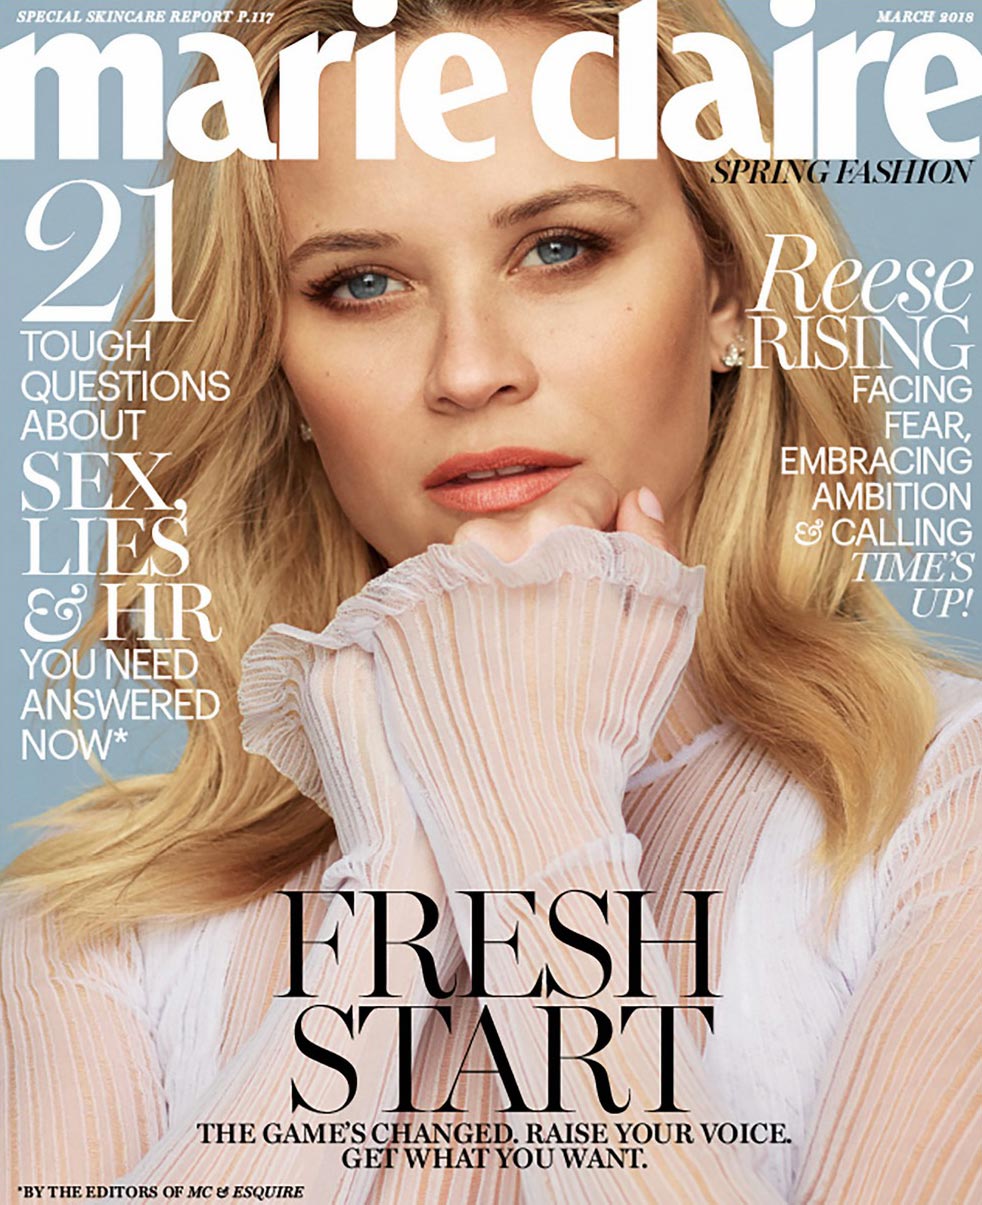 SPECIAL SKINCARE REPORT P.117
MARCH 2018
marie claire
SPRING FASHION
21
TOUGH
QUESTIONS
ABOUT
SEX,
LIES
& HR
YOU NEED
ANSWERED
NOW*
Reese
RISING
FACING
FEAR,
EMBRACING
AMBITION
& CALLING
TIME'S
UP!
FRESH
START
THE GAME'S CHANGED. RAISE YOUR VOICE.
GET WHAT YOU WANT.
*BY THE EDITORS OF MC & ESQUIRE